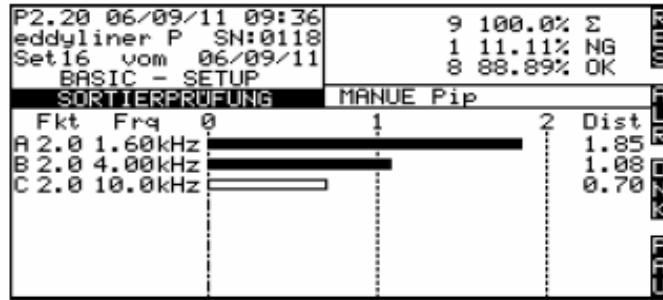 P2.20 06/09/11 09:36
eddyliner P SN:0118
Set16 vom 06/09/11
BASIC - SETUP
9 100.0% Σ
1 11.11% NG
8 88.89% OK
SORTIERPRÜFUNG
MANUE Pip
Fkt Frq 0 1 2 Dist
A 2.0 1.60kHz 1.85
B 2.0 4.00kHz 1.08
C 2.0 10.0kHz 0.70